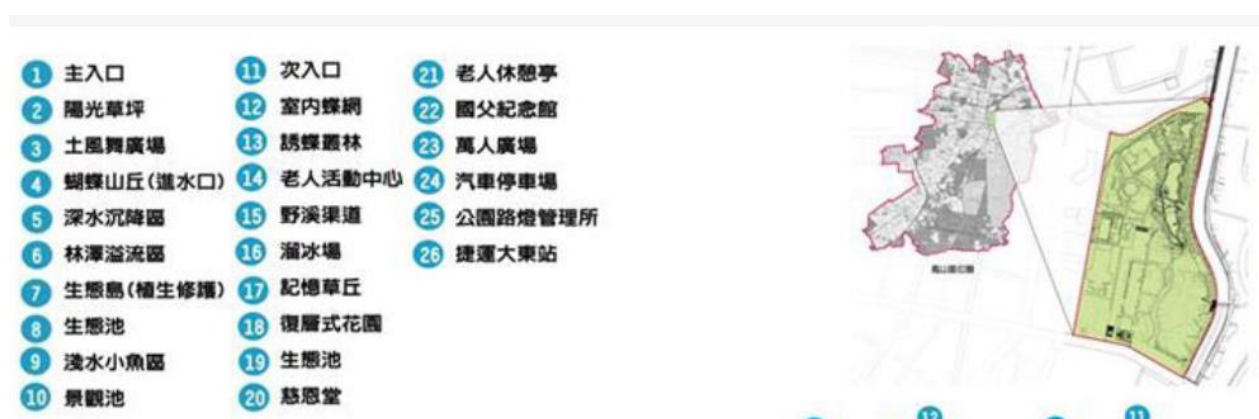 1 主入口
2 陽光草坪
3 土風舞廣場
4 蝴蝶山丘(進水口)
5 深水沉降區
6 林澤溢流區
7 生態島(植生修護)
8 生態池
9 淺水小魚區
10 景觀池
11 次入口
12 室內蝶網
13 誘蝶叢林
14 老人活動中心
15 野溪渠道
16 溜冰場
17 記憶草丘
18 復層式花園
19 生態池
20 慈恩堂
21 老人休憩亭
22 國父紀念館
23 萬人廣場
24 汽車停車場
25 公園路燈管理所
26 捷運大東站
12
11